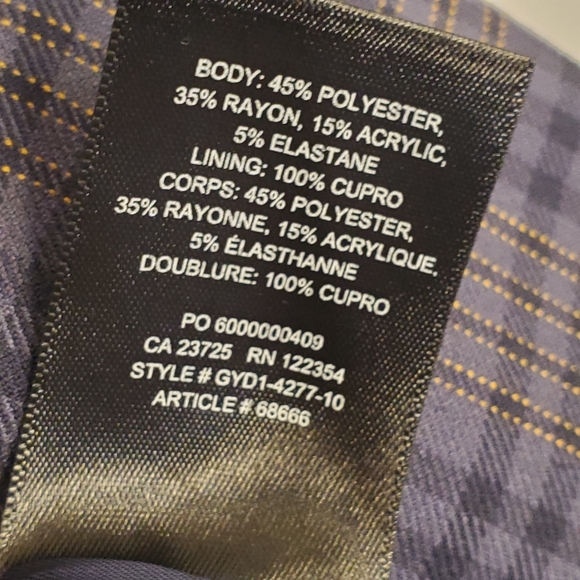 BODY: 45% POLYESTER,
35% RAYON, 15% ACRYLIC,
5% ELASTANE
LINING: 100% CUPRO
CORPS: 45% POLYESTER,
35% RAYONNE, 15% ACRYLIQUE,
5% ÉLASTHANNE
DOUBLURE: 100% CUPRO
PO 6000000409
CA 23725 RN 122354
STYLE # GYD1-4277-10
ARTICLE # 68666